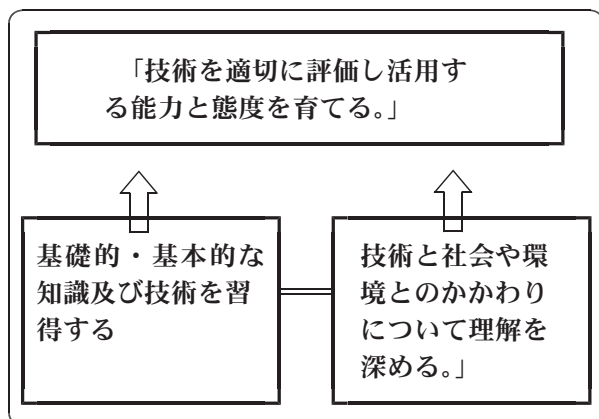 「技術を適切に評価し活用す
る能力と態度を育てる。」
基礎的・基本的な
知識及び技術を習
得する
技術と社会や環
境とのかかわり
について理解を
深める。」